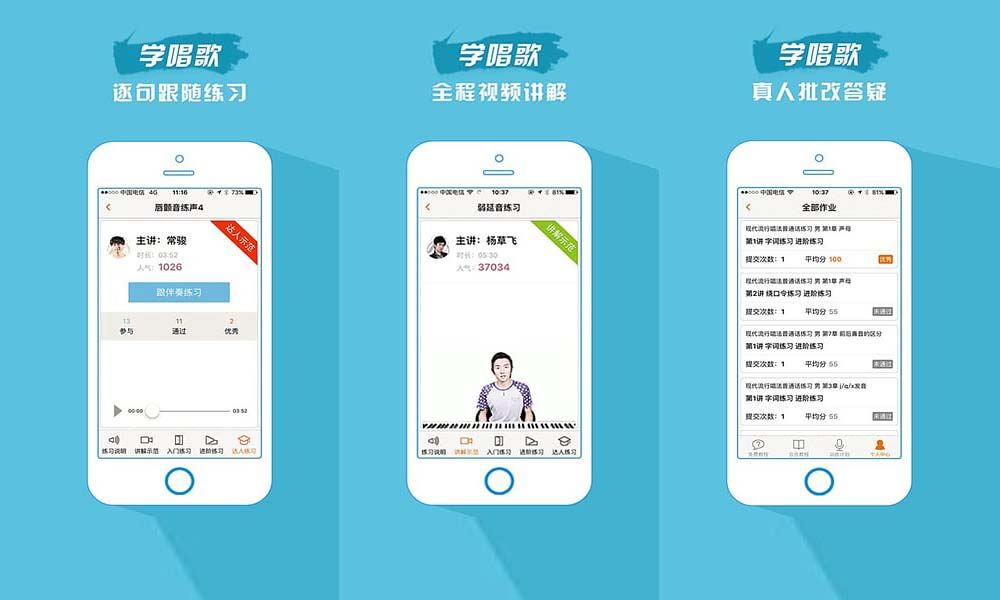 学唱歌
逐句跟随练习
中国电信 4G 11:16 73%
唇颤音练声4
达人示范
主讲：常骏
时长：03:52
人气：1026
跟伴奏练习
13 11 2
参与 通过 优秀
00:00 03:52
练习说明 讲解示范 入门练习 进阶练习 达人练习
学唱歌
全程视频讲解
中国电信 10:37 81%
弱延音练习
讲解示范
主讲：杨草飞
时长：05:30
人气：37034
练习说明 讲解示范 入门练习 进阶练习 达人练习
学唱歌
真人批改答疑
中国电信 10:37 81%
全部作业
现代流行唱法普通话练习 男 第1章 声母
第1讲 字词练习 进阶练习
提交次数：1 平均分 100 优秀
现代流行唱法普通话练习 男 第1章 声母
第2讲 绕口令练习 进阶练习
提交次数：1 平均分 55 未通过
现代流行唱法普通话练习 男 第7章 前后鼻音的区分
第1讲 字词练习 进阶练习
提交次数：1 平均分 55 未通过
现代流行唱法普通话练习 男 第3章 j/q/x发音
第1讲 字词练习 进阶练习
提交次数：1 平均分 55 未通过
免费教程 会员教程 训练计划 个人中心